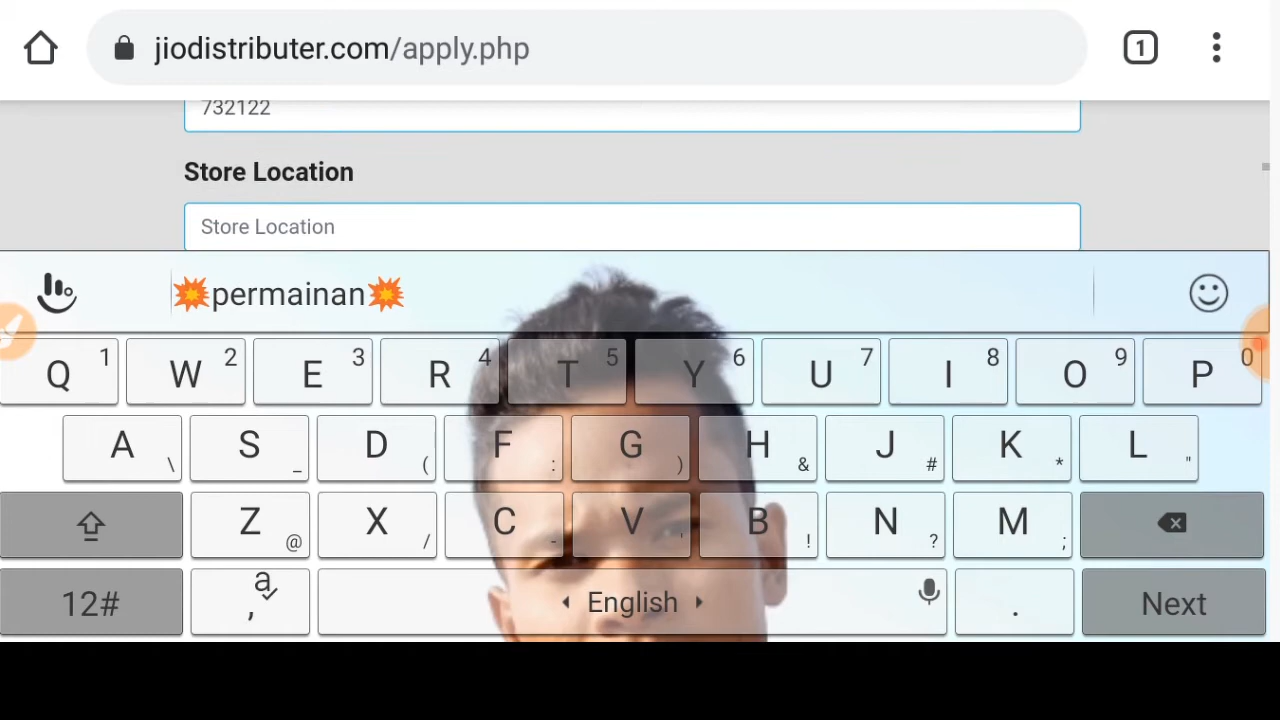 jiodistributer.com/apply.php
1
732122
Store Location
Store Location
💥permainan💥
Q 1 W 2 E 3 R 4 T 5 Y 6 U 7 I 8 O 9 P 0
A \ S _ D ( F : G ) H & J # K * L "
Z @ X / C - V ' B ! N ? M ;
12# a , English . Next